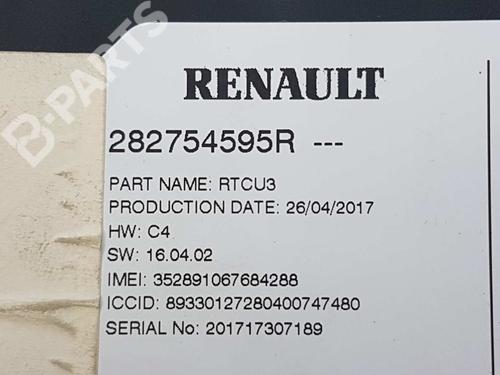 B-PARTS
RENAULT
282754595R ---
PART NAME: RTCU3
PRODUCTION DATE: 26/04/2017
HW: C4
SW: 16.04.02
IMEI: 352891067684288
ICCID: 89330127280400747480
SERIAL No: 201717307189